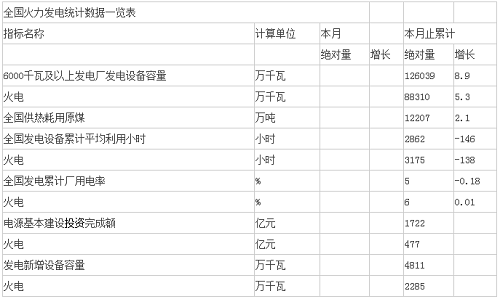 全国火力发电统计数据一览表
指标名称 计算单位 本月 本月止累计
绝对量 增长 绝对量 增长
6000千瓦及以上发电厂发电设备容量 万千瓦 126039 8.9
火电 万千瓦 88310 5.3
全国供热耗用原煤 万吨 12207 2.1
全国发电设备累计平均利用小时 小时 2862 -146
火电 小时 3175 -138
全国发电累计厂用电率 % 5 -0.18
火电 % 6 0.01
电源基本建设投资完成额 亿元 1722
火电 亿元 477
发电新增设备容量 万千瓦 4811
火电 万千瓦 2285